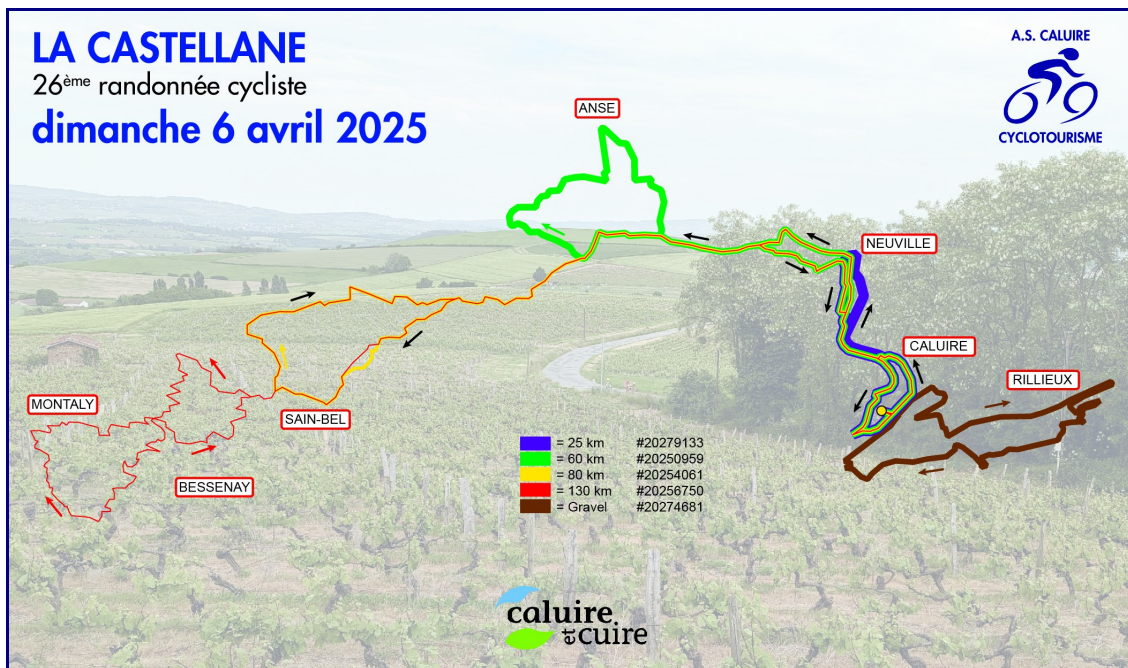 LA CASTELLANE
26ème randonnée cycliste
dimanche 6 avril 2025
A.S. CALUIRE
CYCLOTOURISME
ANSE
NEUVILLE
CALUIRE
RILLIEUX
MONTALY
SAIN-BEL
BESSENAY
= 25 km #20279133
= 60 km #20250959
= 80 km #20254061
= 130 km #20256750
= Gravel #20274681
caluire
et cuire